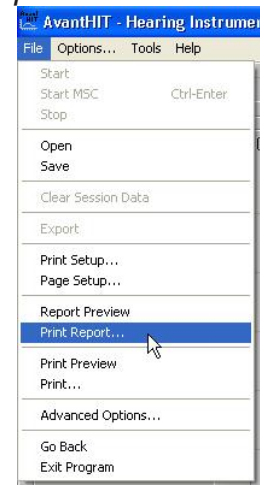 AvantHIT - Hearing Instrume
File Options... Tools Help
Start
Start MSC Ctrl-Enter
Stop
Open
Save
Clear Session Data
Export
Print Setup...
Page Setup...
Report Preview
Print Report...
Print Preview
Print...
Advanced Options...
Go Back
Exit Program